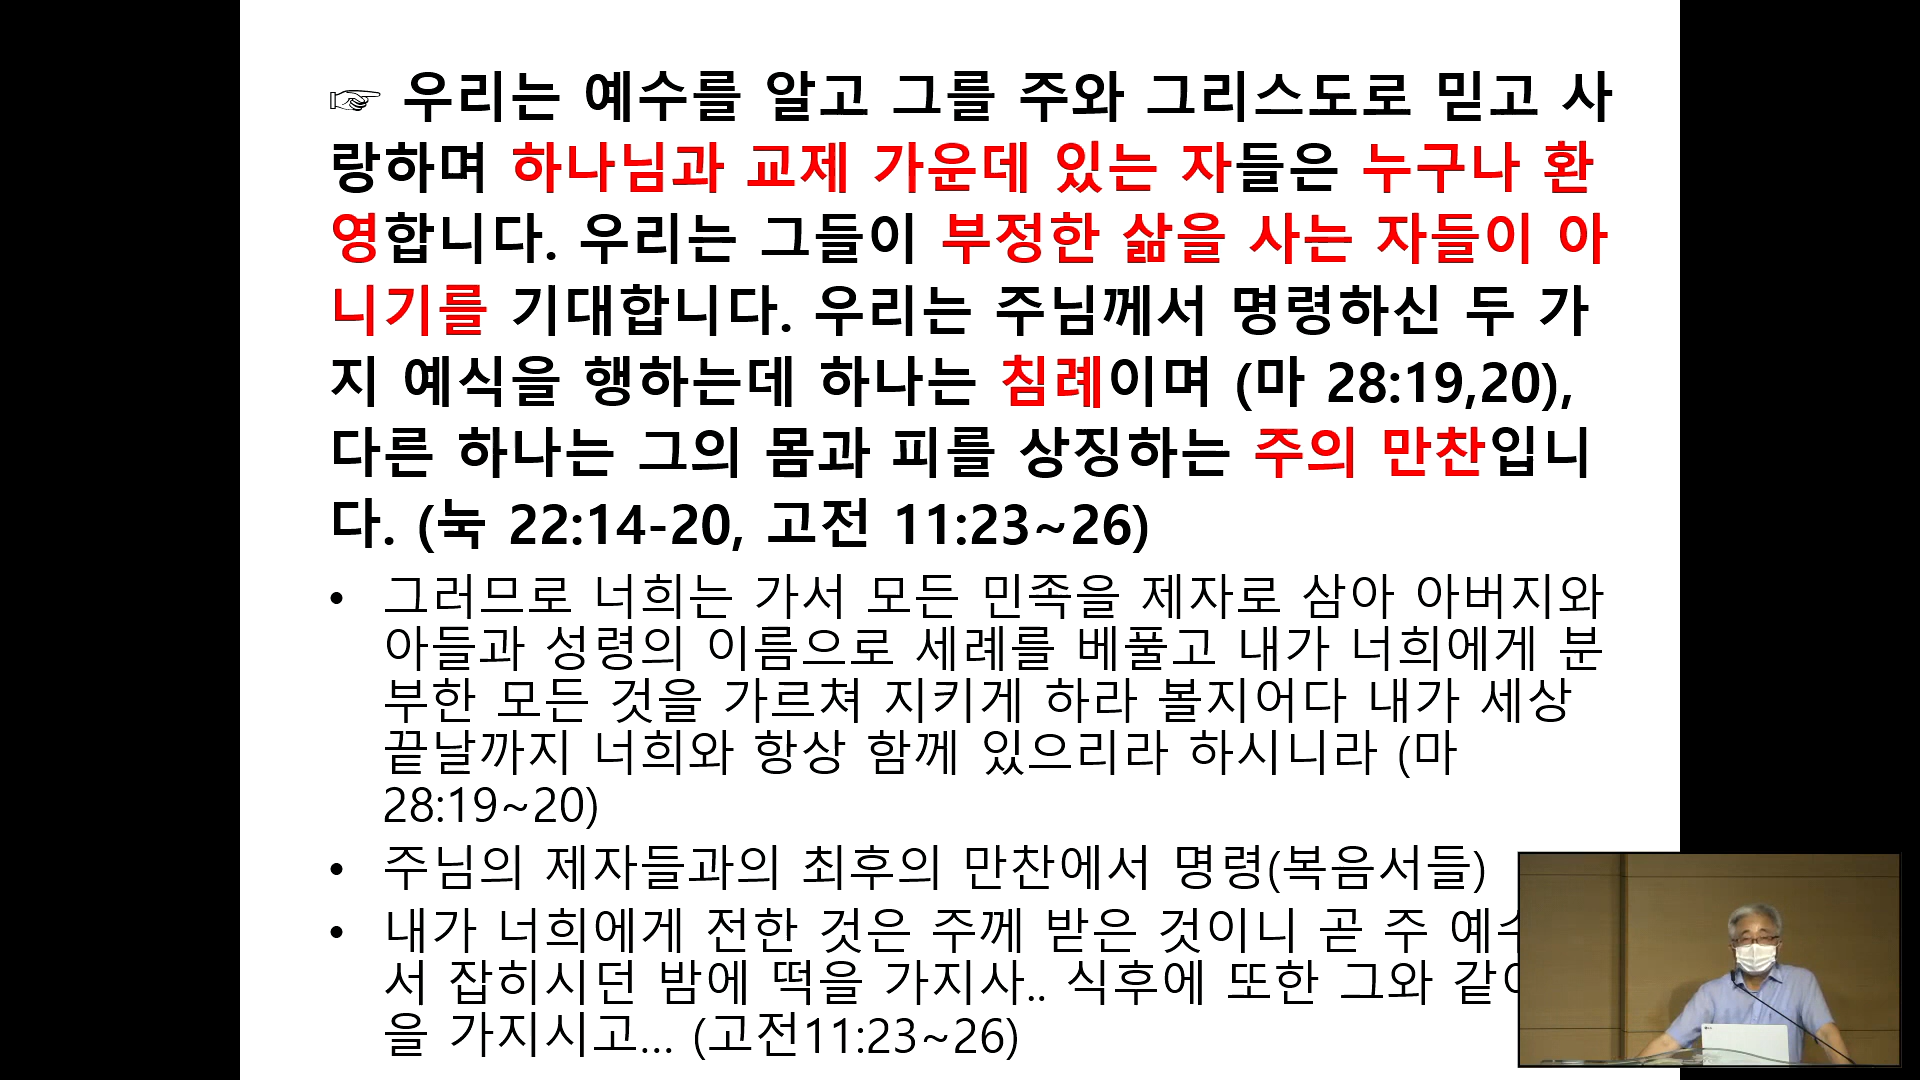 ☞ 우리는 예수를 알고 그를 주와 그리스도로 믿고 사
랑하며 하나님과 교제 가운데 있는 자들은 누구나 환
영합니다. 우리는 그들이 부정한 삶을 사는 자들이 아
니기를 기대합니다. 우리는 주님께서 명령하신 두 가
지 예식을 행하는데 하나는 침례이며 (마 28:19,20),
다른 하나는 그의 몸과 피를 상징하는 주의 만찬입니
다. (눅 22:14-20, 고전 11:23~26)
• 그러므로 너희는 가서 모든 민족을 제자로 삼아 아버지와
아들과 성령의 이름으로 세례를 베풀고 내가 너희에게 분
부한 모든 것을 가르쳐 지키게 하라 볼지어다 내가 세상
끝날까지 너희와 항상 함께 있으리라 하시니라 (마
28:19~20)
• 주님의 제자들과의 최후의 만찬에서 명령(복음서들)
• 내가 너희에게 전한 것은 주께 받은 것이니 곧 주
서 잡히시던 밤에 떡을 가지사.. 식후에 또한 그와
을 가지시고... (고전11:23~26)